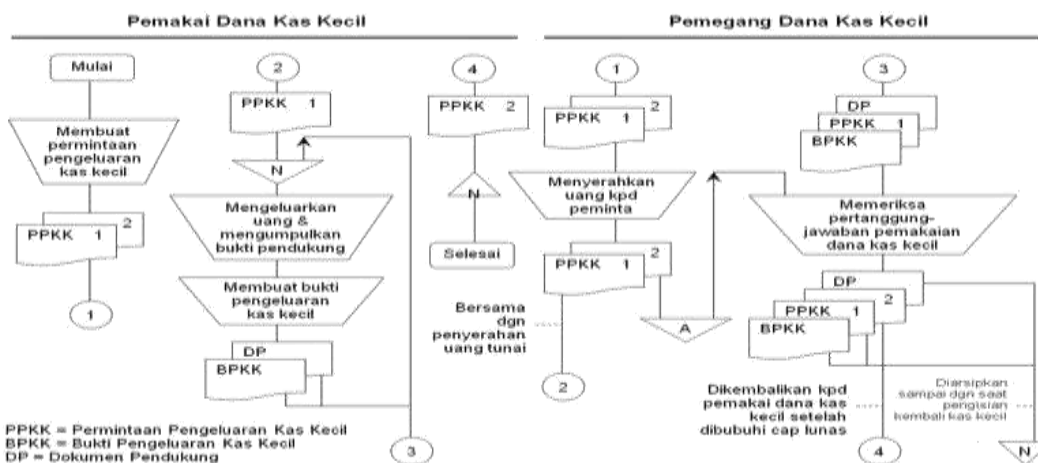 Pemakai Dana Kas Kecil
Mulai
Membuat
permintaan
pengeluaran
kas kecil
2
PPKK 1
1
2
PPKK 1
N
Mengeluarkan
uang &
mengumpulkan
bukti pendukung
Membuat bukti
pengeluaran
kas kecil
DP
BPKK
3
4
PPKK 2
N
Selesai
PPKK = Permintaan Pengeluaran Kas Kecil
BPKK = Bukti Pengeluaran Kas Kecil
DP = Dokumen Pendukung
Pemegang Dana Kas Kecil
1
2
PPKK 1
Menyerahkan
uang kpd
peminta
2
PPKK 1
A
Bersama
dgn
penyerahan
uang tunai
2
3
DP
PPKK 1
BPKK
Memeriksa
pertanggung-
jawaban pemakaian
dana kas kecil
DP
2
PPKK 1
BPKK
Dikembalikan kpd
pemakai dana kas
kecil setelah
dibubuhi cap lunas
4
Diarsipkan
sampai dgn saat
pengisian
kembali kas kecil
N